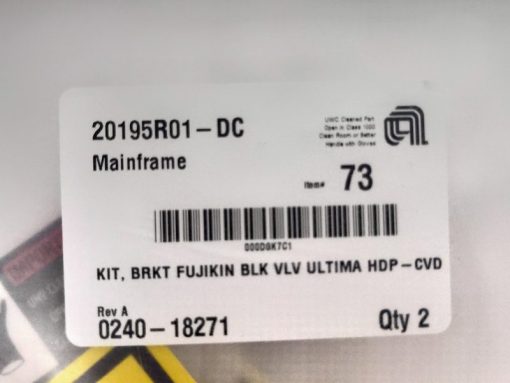 20195R01-DC
UWC Cleaned Part
Open in Class 1000
Clean Room or Better
Handle with Gloves
Mainframe
Item# 73
KIT, BRKT FUJIKIN BLK VLV ULTIMA HDP-CVD
Rev A
0240-18271
Qty 2